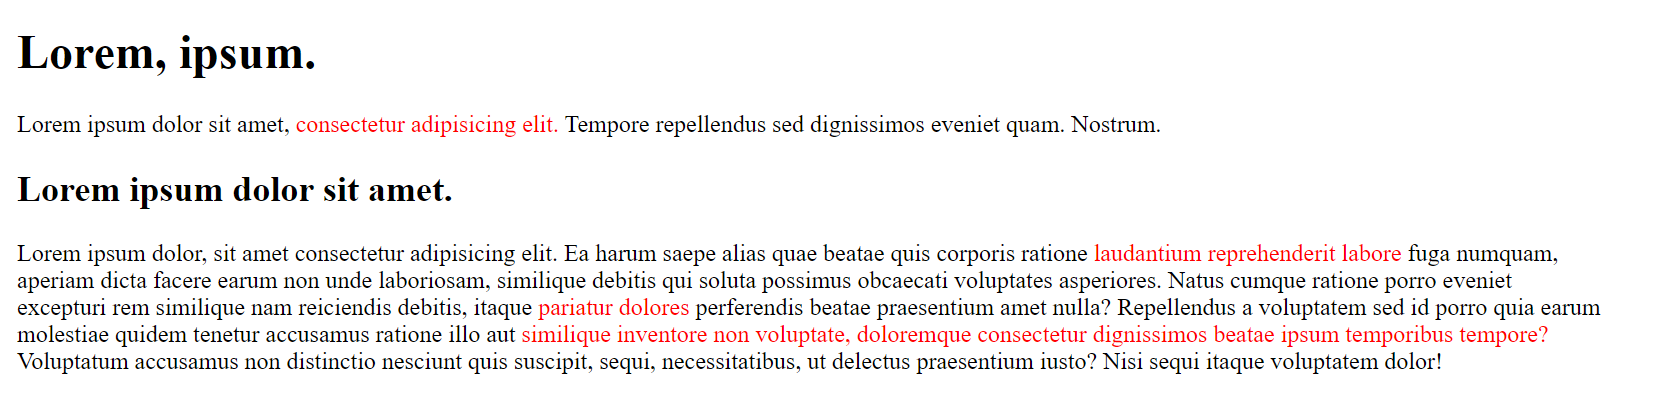 Lorem, ipsum.
Lorem ipsum dolor sit amet, consectetur adipisicing elit. Tempore repellendus sed dignissimos eveniet quam. Nostrum.
Lorem ipsum dolor sit amet.
Lorem ipsum dolor, sit amet consectetur adipisicing elit. Ea harum saepe alias quae beatae quis corporis ratione laudantium reprehenderit labore fuga numquam,
aperiam dicta facere earum non unde laboriosam, similique debitis qui soluta possimus obcaecati voluptates asperiores. Natus cumque ratione porro eveniet
excepturi rem similique nam reiciendis debitis, itaque pariatur dolores perferendis beatae praesentium amet nulla? Repellendus a voluptatem sed id porro quia earum
molestiae quidem tenetur accusamus ratione illo aut similique inventore non voluptate, doloremque consectetur dignissimos beatae ipsum temporibus tempore?
Voluptatum accusamus non distinctio nesciunt quis suscipit, sequi, necessitatibus, ut delectus praesentium iusto? Nisi sequi itaque voluptatem dolor!